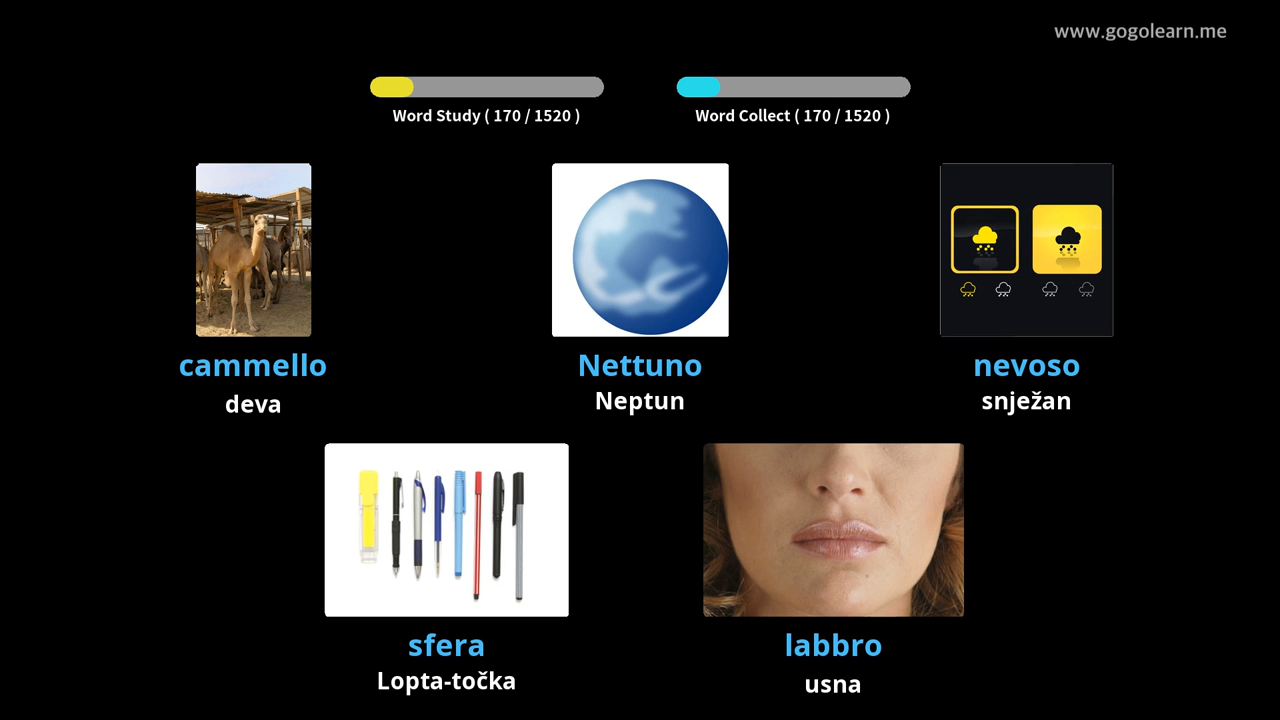 www.gogolearn.me
Word Study ( 170 / 1520 )
Word Collect ( 170 / 1520 )
cammello
deva
Nettuno
Neptun
nevoso
snježan
sfera
Lopta-točka
labbro
usna